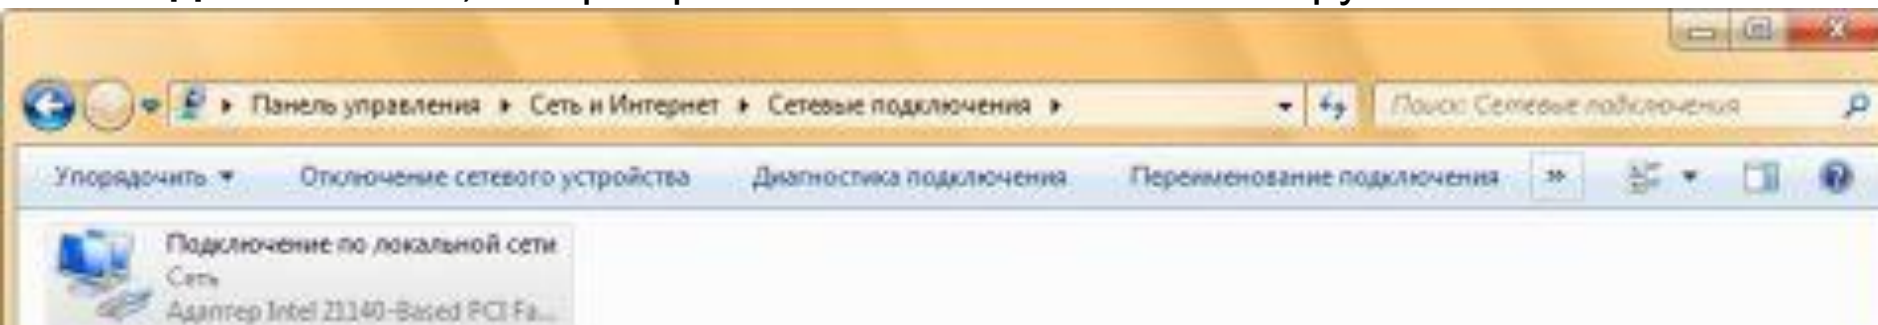 Панель управления Сеть и Интернет Сетевые подключения Поиск: Сетевые подключения
Упорядочить Отключение сетевого устройства Диагностика подключения Переименование подключения »
Подключение по локальной сети
Сеть
Адаптер Intel 21140-Based PCI Fa...